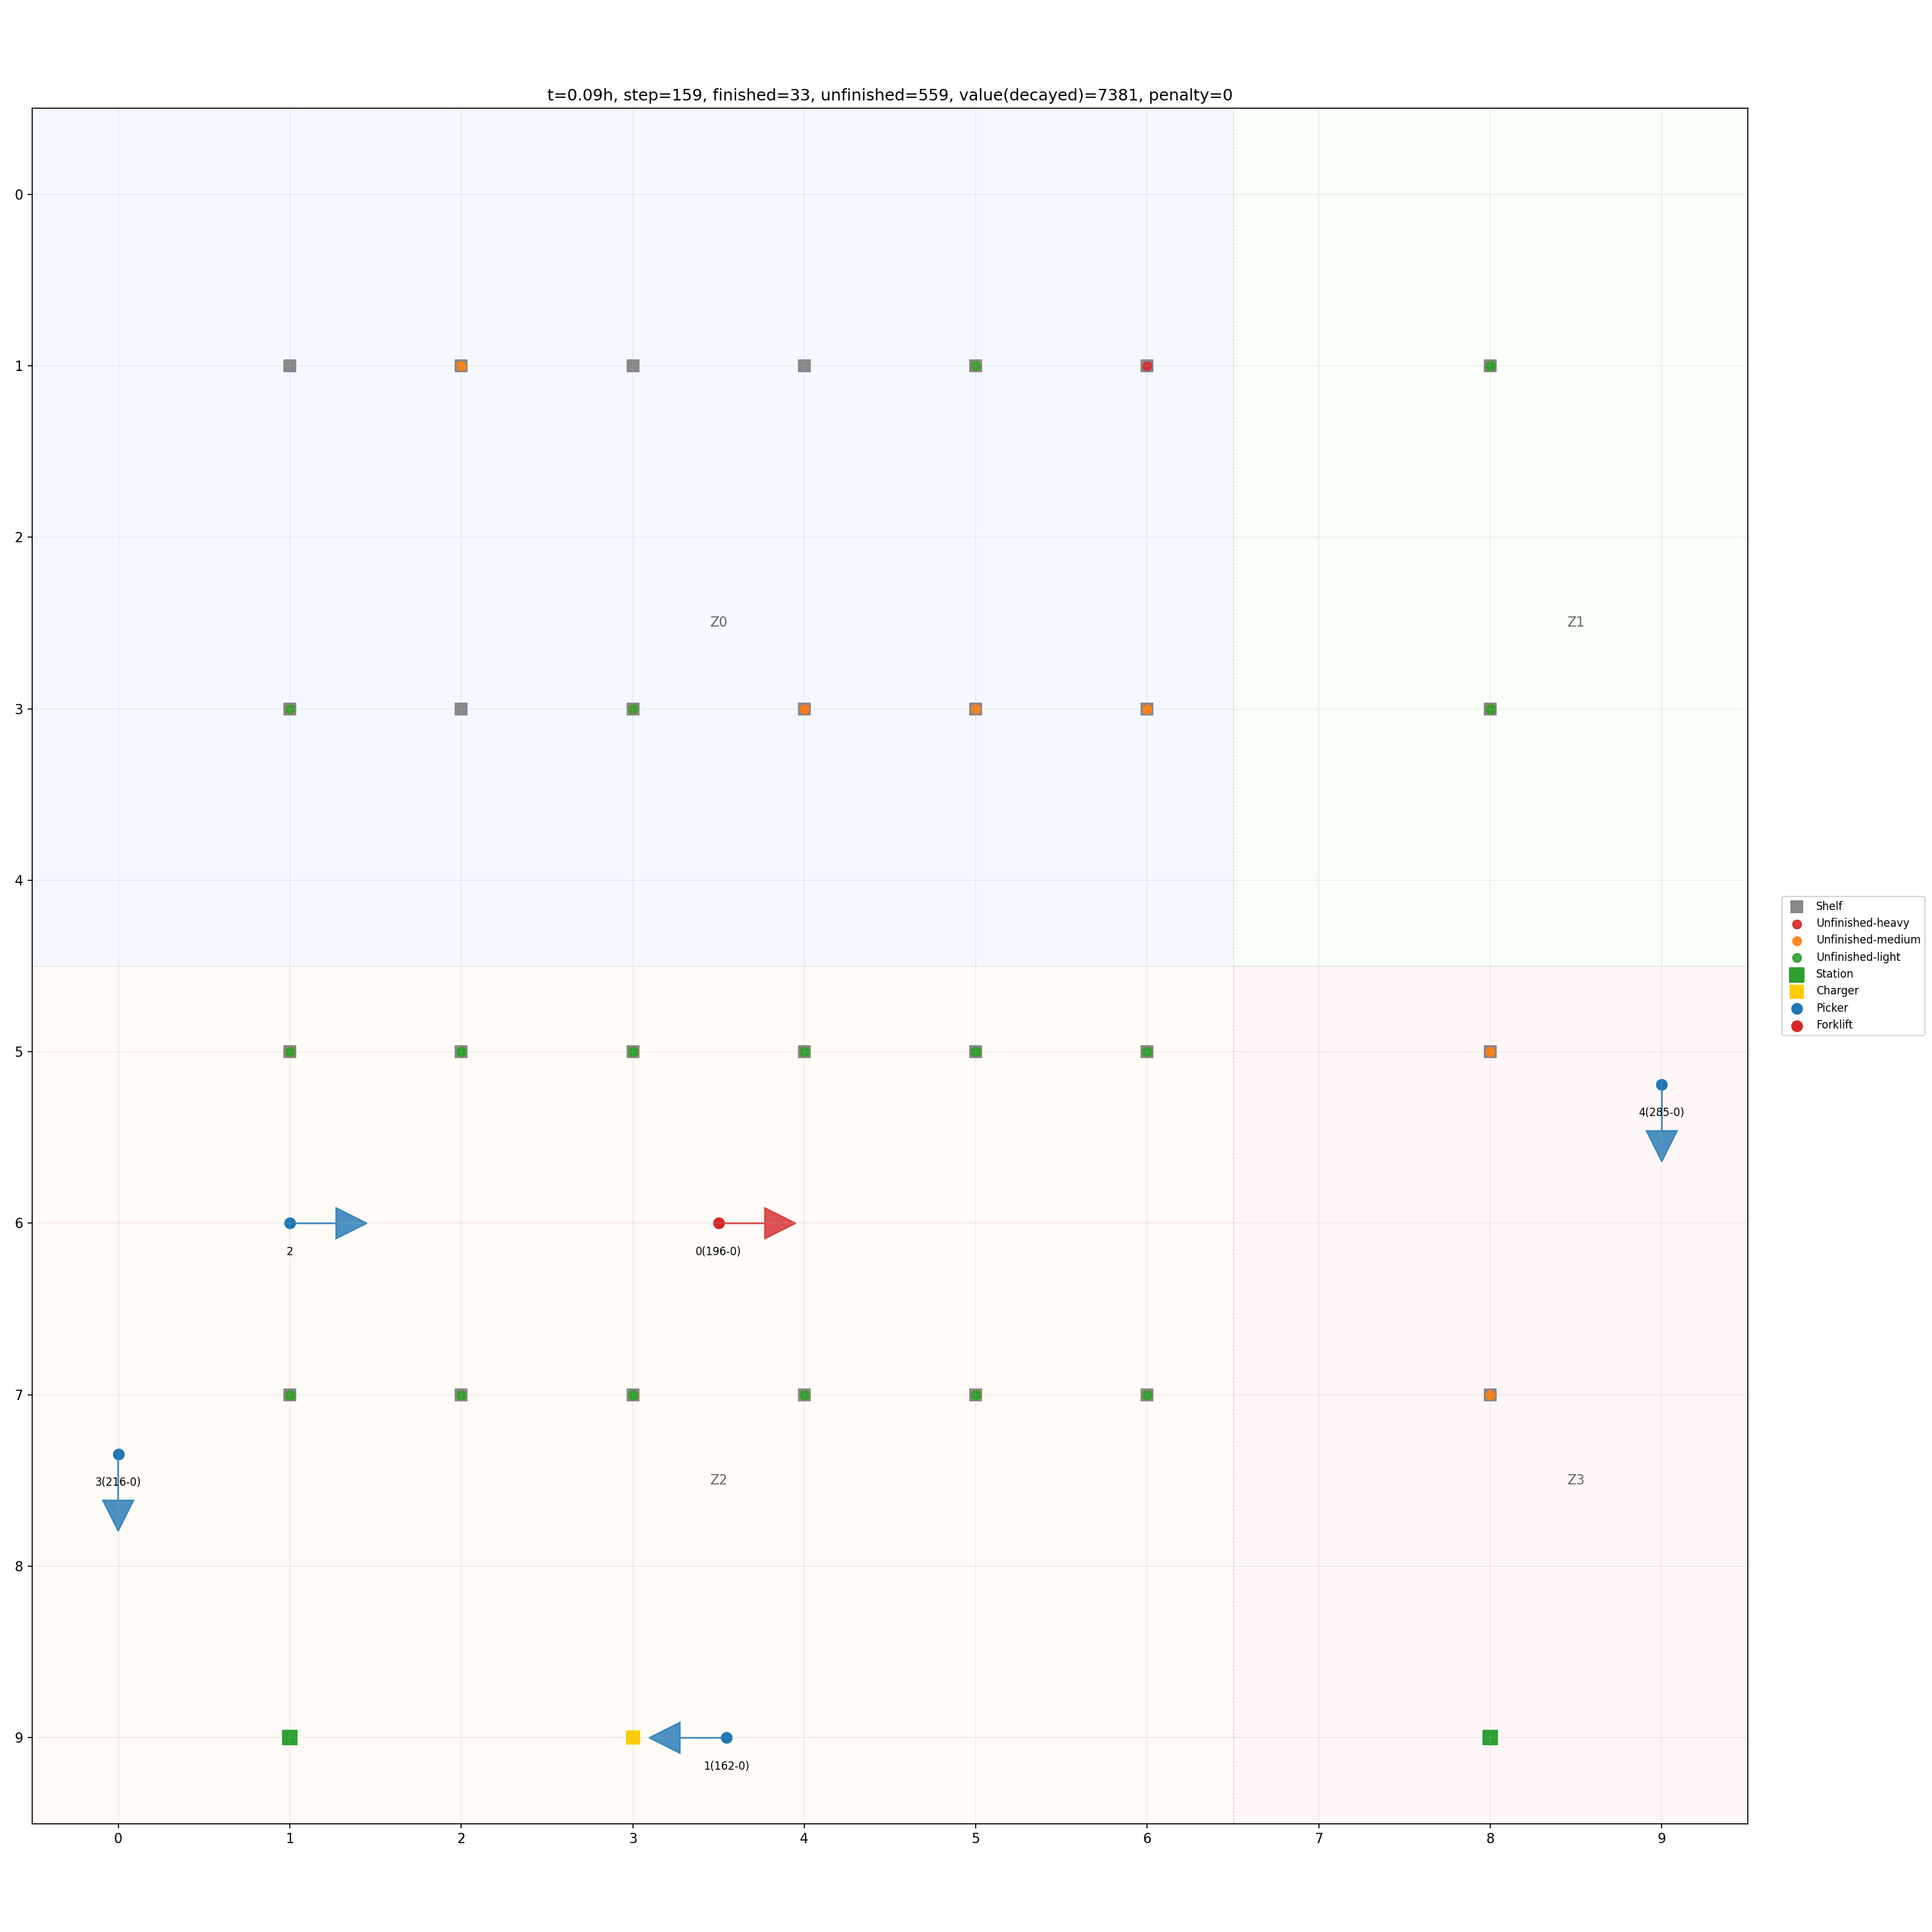 t=0.09h, step=159, finished=33, unfinished=559, value(decayed)=7381, penalty=0
0
1
2
Z0
Z1
3
4
Shelf
Unfinished-heavy
Unfinished-medium
Unfinished-light
Station
Charger
Picker
Forklift
5
4(285-0)
6
2
0(196-0)
7
3(216-0)
Z2
Z3
8
9
1(162-0)
0 1 2 3 4 5 6 7 8 9